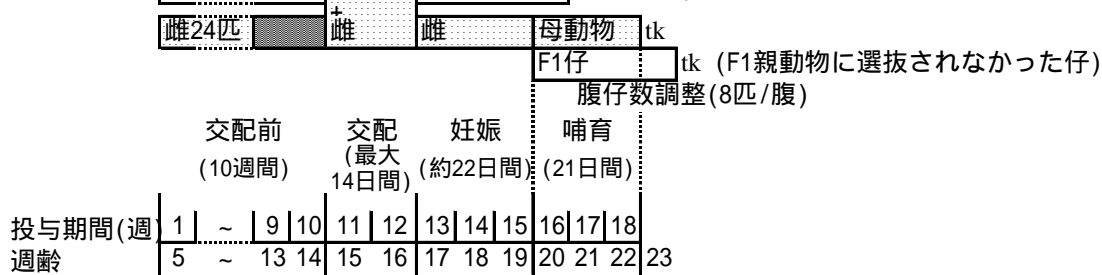 +
雌24匹 雌 雌 母動物 tk
F1仔 tk (F1親動物に選抜されなかった仔)
腹仔数調整(8匹/腹)
交配前 交配 妊娠 哺育
(10週間) (最大14日間) (約22日間) (21日間)
投与期間(週) 1 ~ 9 10 11 12 13 14 15 16 17 18
週齢 5 ~ 13 14 15 16 17 18 19 20 21 22 23